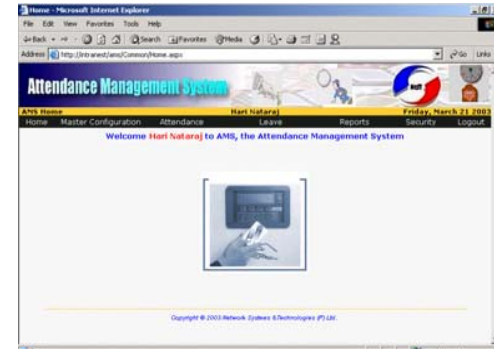 Home - Microsoft Internet Explorer
File Edit View Favorites Tools Help
Back Search Favorites Media
Address http://intranet/ams/Common/Home.aspx Go Links
Attendance Management System
AMS Home Hari Nataraj Friday, March 21 2003
Home Master Configuration Attendance Leave Reports Security Logout
Welcome Hari Nataraj to AMS, the Attendance Management System
Copyright © 2003 Network Systems & Technologies (P) Ltd.